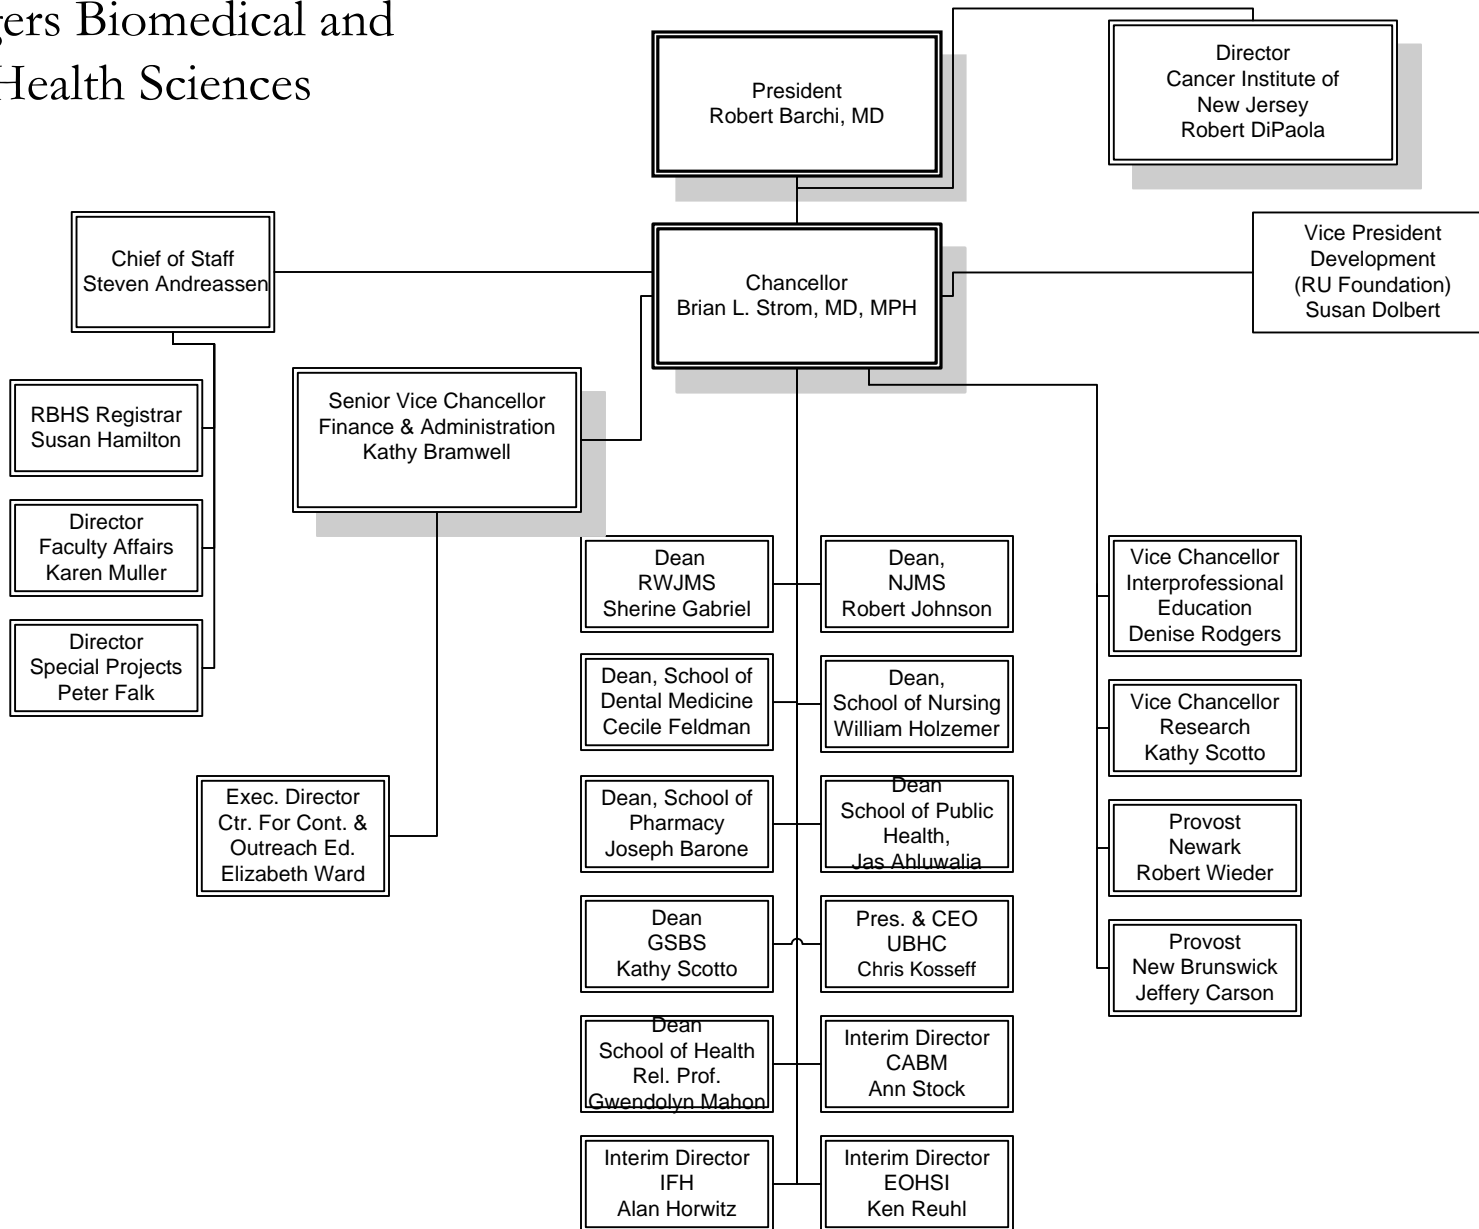 gers Biomedical and
Health Sciences
President
Robert Barchi, MD
Director
Cancer Institute of
New Jersey
Robert DiPaola
Chief of Staff
Steven Andreassen
Chancellor
Brian L. Strom, MD, MPH
Vice President
Development
(RU Foundation)
Susan Dolbert
RBHS Registrar
Susan Hamilton
Director
Faculty Affairs
Karen Muller
Director
Special Projects
Peter Falk
Senior Vice Chancellor
Finance & Administration
Kathy Bramwell
Exec. Director
Ctr. For Cont. &
Outreach Ed.
Elizabeth Ward
Dean
RWJMS
Sherine Gabriel
Dean,
NJMS
Robert Johnson
Dean, School of
Dental Medicine
Cecile Feldman
Dean,
School of Nursing
William Holzemer
Dean, School of
Pharmacy
Joseph Barone
Dean
School of Public
Health,
Jas Ahluwalia
Dean
GSBS
Kathy Scotto
Pres. & CEO
UBHC
Chris Kosseff
Dean
School of Health
Rel. Prof.
Gwendolyn Mahon
Interim Director
CABM
Ann Stock
Interim Director
IFH
Alan Horwitz
Interim Director
EOHSI
Ken Reuhl
Vice Chancellor
Interprofessional
Education
Denise Rodgers
Vice Chancellor
Research
Kathy Scotto
Provost
Newark
Robert Wieder
Provost
New Brunswick
Jeffery Carson